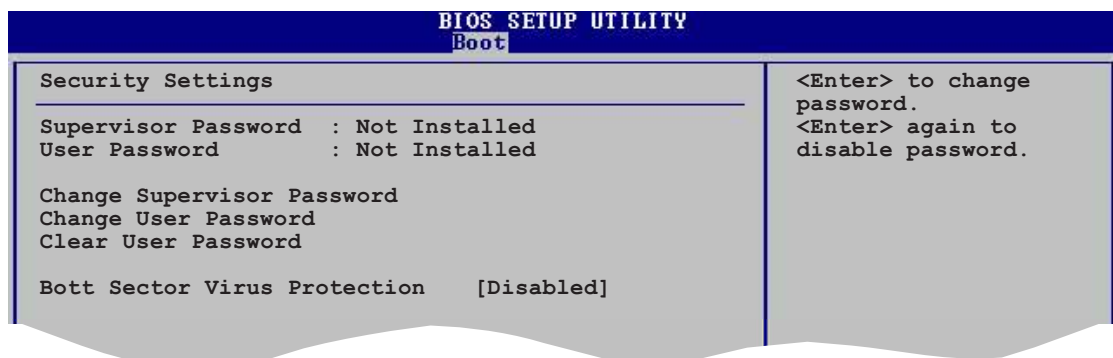 BIOS SETUP UTILITY
Boot
Security Settings
Supervisor Password : Not Installed
User Password : Not Installed
Change Supervisor Password
Change User Password
Clear User Password
Bott Sector Virus Protection [Disabled]
<Enter> to change
password.
<Enter> again to
disable password.